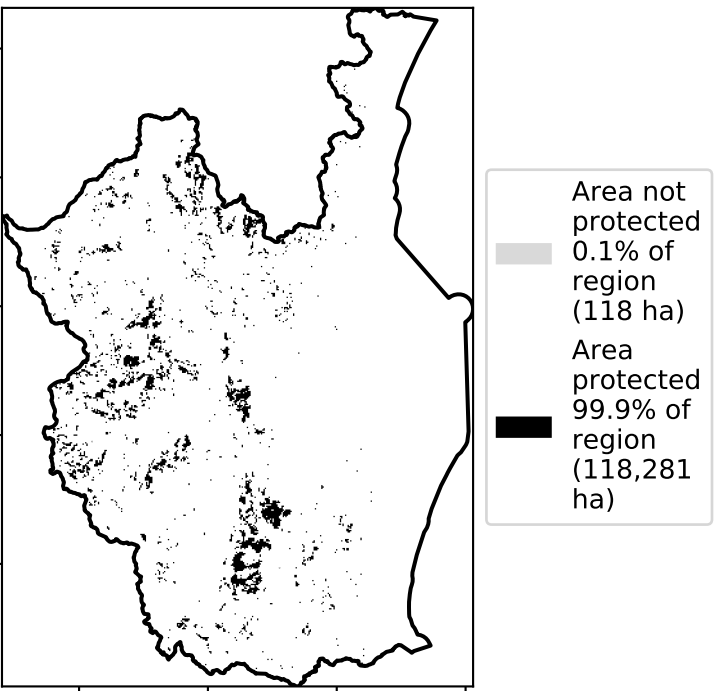 Area not
protected
0.1% of
region
(118 ha)
Area
protected
99.9% of
region
(118,281
ha)